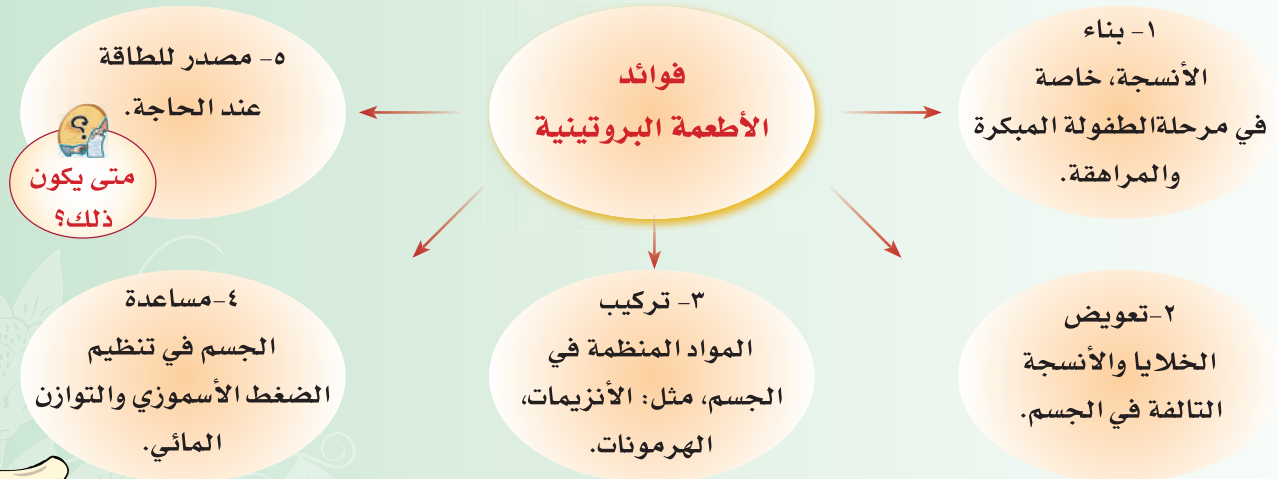 فوائد
الأطعمة البروتينية
١- بناء
الأنسجة، خاصة
في مرحلةالطفولة المبكرة
والمراهقة.
٢-تعويض
الخلايا والأنسجة
التالفة في الجسم.
٣- تركيب
المواد المنظمة في
الجسم، مثل: الأنزيمات،
الهرمونات.
٤-مساعدة
الجسم في تنظيم
الضغط الأسموزي والتوازن
المائي.
٥- مصدر للطاقة
عند الحاجة.
؟
متى يكون
ذلك؟